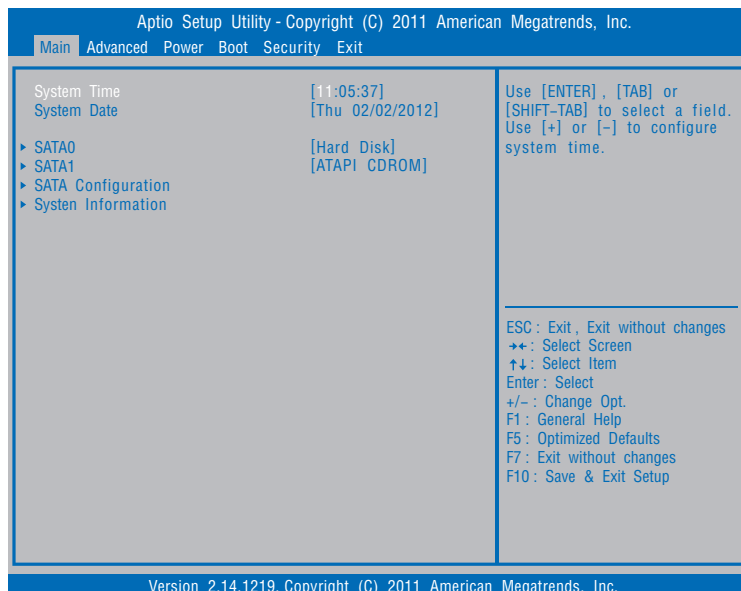 Aptio Setup Utility - Copyright (C) 2011 American Megatrends, Inc.
Main Advanced Power Boot Security Exit
System Time [11:05:37]
System Date [Thu 02/02/2012]
▸ SATA0 [Hard Disk]
▸ SATA1 [ATAPI CDROM]
▸ SATA Configuration
▸ Systen Information
Use [ENTER] , [TAB] or
[SHIFT-TAB] to select a field.
Use [+] or [-] to configure
system time.
ESC : Exit , Exit without changes
→← : Select Screen
↑↓ : Select Item
Enter : Select
+/- : Change Opt.
F1 : General Help
F5 : Optimized Defaults
F7 : Exit without changes
F10 : Save & Exit Setup
Version 2.14.1219. Copyright (C) 2011 American Megatrends, Inc.